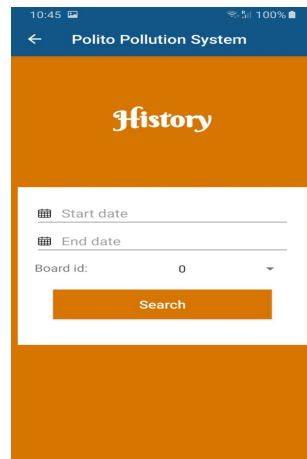 10:45 100%
Polito Pollution System
History
Start date
End date
Board id: 0
Search